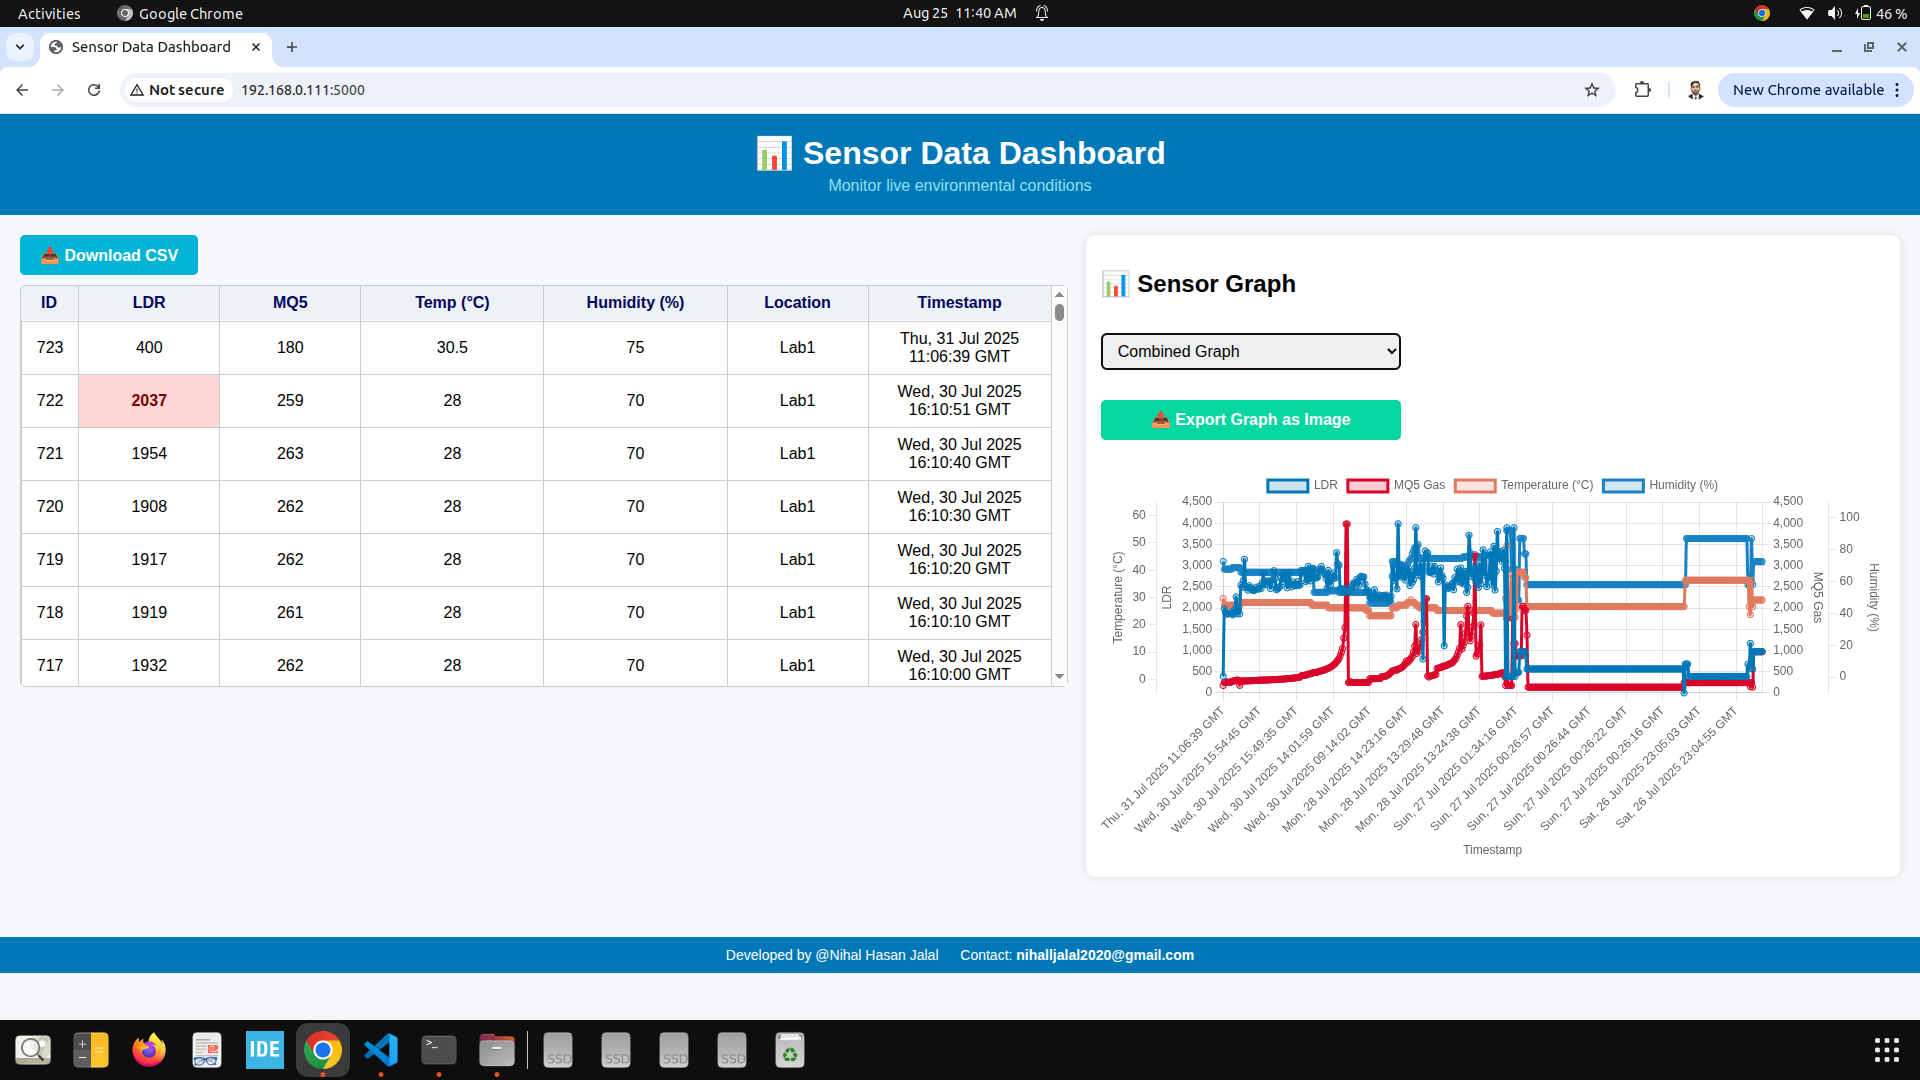 Activities
Google Chrome
Aug 25 11:40 AM
46 %
Sensor Data Dashboard
Not secure
192.168.0.111:5000
New Chrome available
Sensor Data Dashboard
Monitor live environmental conditions
Download CSV
ID LDR MQ5 Temp (°C) Humidity (%) Location Timestamp
723 400 180 30.5 75 Lab1 Thu, 31 Jul 2025
11:06:39 GMT
722 2037 259 28 70 Lab1 Wed, 30 Jul 2025
16:10:51 GMT
721 1954 263 28 70 Lab1 Wed, 30 Jul 2025
16:10:40 GMT
720 1908 262 28 70 Lab1 Wed, 30 Jul 2025
16:10:30 GMT
719 1917 262 28 70 Lab1 Wed, 30 Jul 2025
16:10:20 GMT
718 1919 261 28 70 Lab1 Wed, 30 Jul 2025
16:10:10 GMT
717 1932 262 28 70 Lab1 Wed, 30 Jul 2025
16:10:00 GMT
Sensor Graph
Combined Graph
Export Graph as Image
LDR MQ5 Gas Temperature (°C) Humidity (%)
Temperature (°C)
60
50
40
30
20
10
0
LDR
4,500
4,000
3,500
3,000
2,500
2,000
1,500
1,000
500
0
4,500
4,000
3,500
3,000
2,500
2,000
1,500
1,000
500
0
MQ5 Gas
100
80
60
40
20
0
Humidity (%)
Thu, 31 Jul 2025 11:06:39 GMT
Wed, 30 Jul 2025 15:54:45 GMT
Wed, 30 Jul 2025 15:49:35 GMT
Wed, 30 Jul 2025 14:01:59 GMT
Wed, 30 Jul 2025 09:14:02 GMT
Mon, 28 Jul 2025 14:23:16 GMT
Mon, 28 Jul 2025 13:29:48 GMT
Mon, 28 Jul 2025 13:24:38 GMT
Sun, 27 Jul 2025 01:34:16 GMT
Sun, 27 Jul 2025 00:26:57 GMT
Sun, 27 Jul 2025 00:26:44 GMT
Sun, 27 Jul 2025 00:26:22 GMT
Sun, 27 Jul 2025 00:26:16 GMT
Sat, 26 Jul 2025 23:05:03 GMT
Sat, 26 Jul 2025 23:04:55 GMT
Timestamp
Developed by @Nihal Hasan Jalal Contact: nihalljalal2020@gmail.com
IDE
SSD
SSD
SSD
SSD